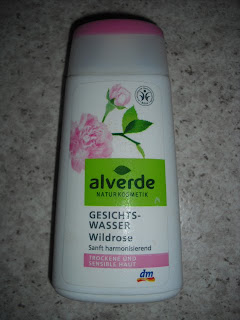 alverde
NATURKOSMETIK
GESICHTS-
WASSER
Wildrose
Sanft harmonisierend
TROCKENE UND
SENSIBLE HAUT
dm